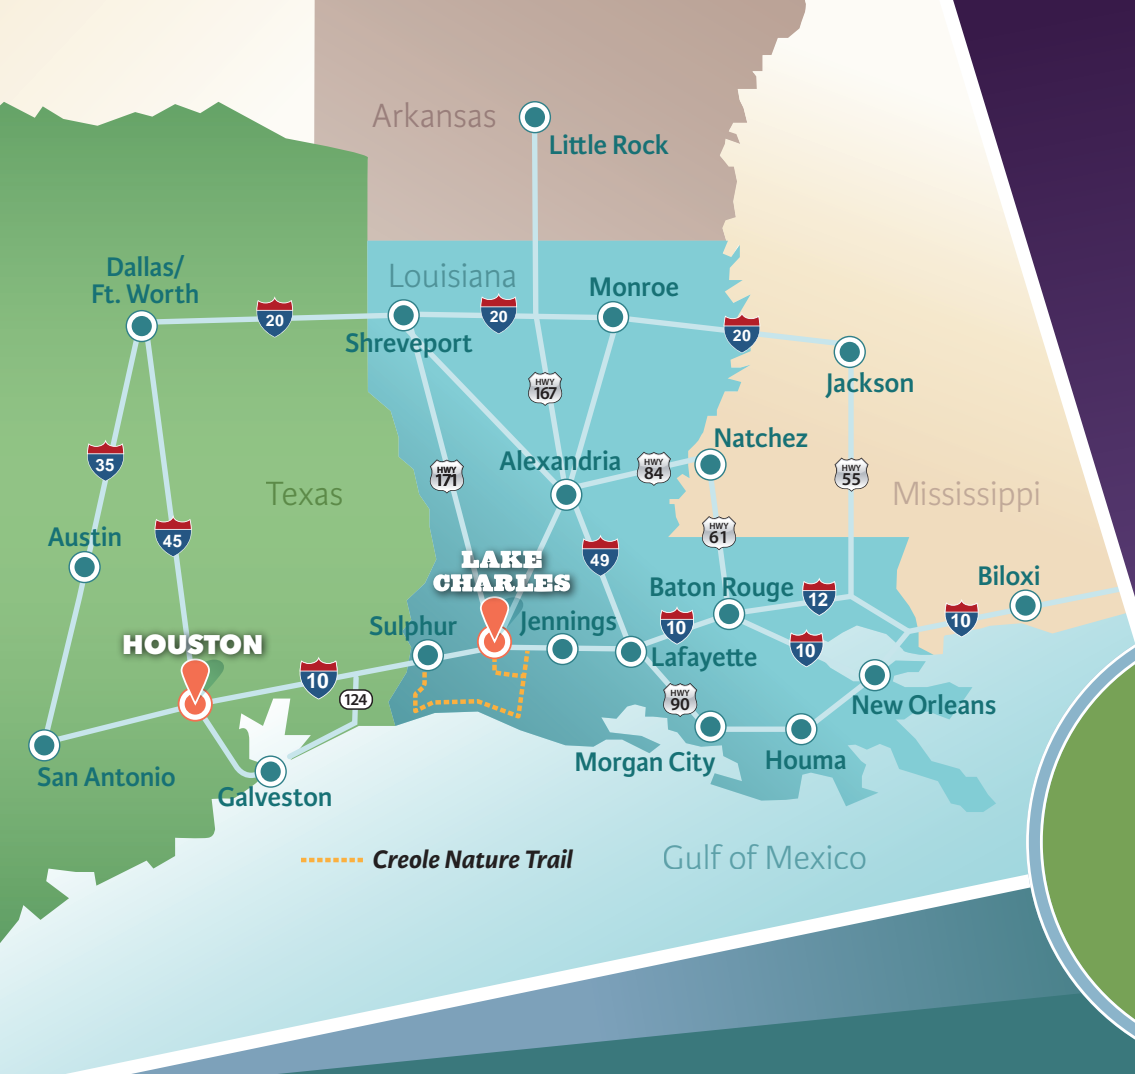 Arkansas
Little Rock
Dallas/
Ft. Worth
Louisiana
Monroe
20
20
20
Shreveport
Jackson
HWY
167
Natchez
Alexandria
HWY
84
HWY
171
HWY
55
35
Texas
Mississippi
Austin
45
HWY
61
LAKE
CHARLES
49
Biloxi
Baton Rouge
12
10
Sulphur
Jennings
10
10
HOUSTON
Lafayette
10
124
HWY
90
New Orleans
San Antonio
Galveston
Morgan City
Houma
Creole Nature Trail
Gulf of Mexico